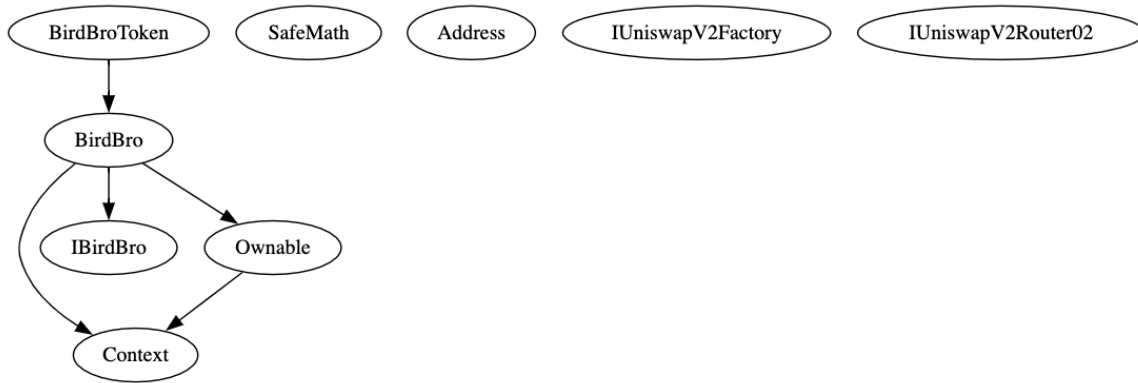 BirdBroToken
SafeMath
Address
IUniswapV2Factory
IUniswapV2Router02
BirdBro
IBirdBro
Ownable
Context